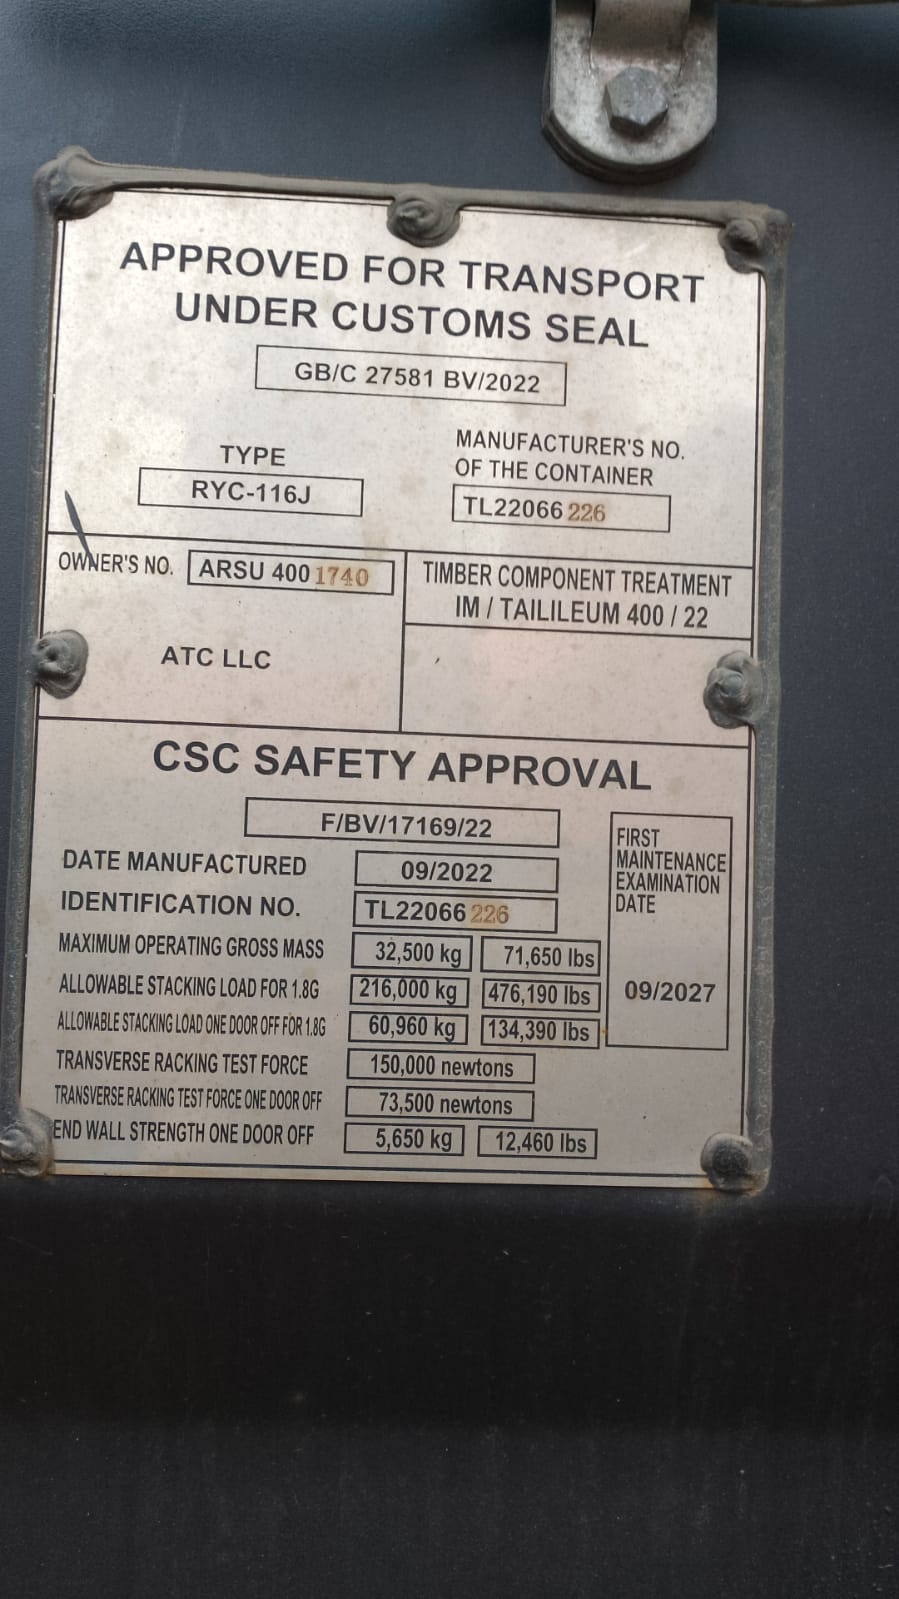 APPROVED FOR TRANSPORT
UNDER CUSTOMS SEAL
GB/C 27581 BV/2022
TYPE
RYC-116J
MANUFACTURER'S NO.
OF THE CONTAINER
TL22066 226
OWNER'S NO. ARSU 400 1740
ATC LLC
TIMBER COMPONENT TREATMENT
IM / TAILILEUM 400 / 22
CSC SAFETY APPROVAL
F/BV/17169/22
DATE MANUFACTURED 09/2022
IDENTIFICATION NO. TL22066 226
MAXIMUM OPERATING GROSS MASS 32,500 kg 71,650 lbs
ALLOWABLE STACKING LOAD FOR 1.8G 216,000 kg 476,190 lbs
ALLOWABLE STACKING LOAD ONE DOOR OFF FOR 1.8G 60,960 kg 134,390 lbs
TRANSVERSE RACKING TEST FORCE 150,000 newtons
TRANSVERSE RACKING TEST FORCE ONE DOOR OFF 73,500 newtons
END WALL STRENGTH ONE DOOR OFF 5,650 kg 12,460 lbs
FIRST
MAINTENANCE
EXAMINATION
DATE
09/2027